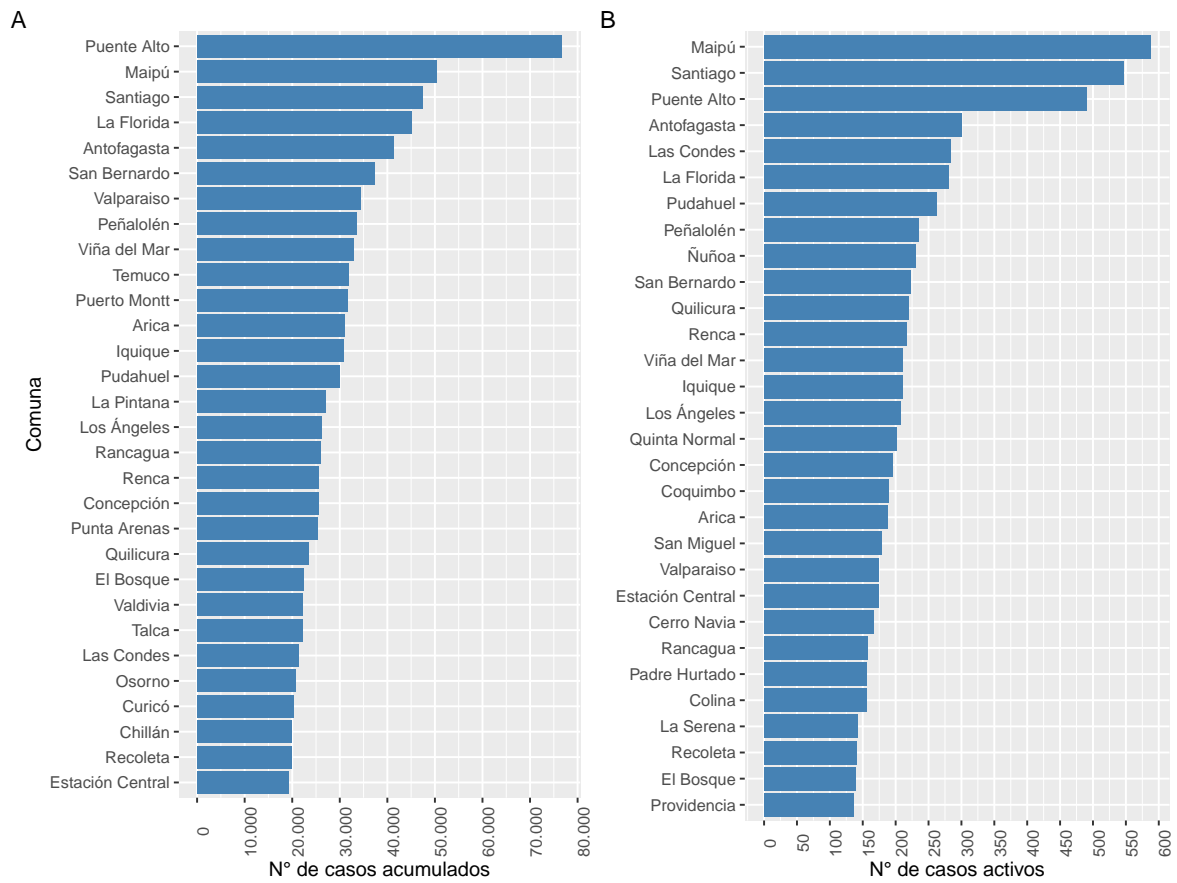 A
Comuna
Puente Alto
Maipú
Santiago
La Florida
Antofagasta
San Bernardo
Valparaiso
Peñalolén
Viña del Mar
Temuco
Puerto Montt
Arica
Iquique
Pudahuel
La Pintana
Los Ángeles
Rancagua
Renca
Concepción
Punta Arenas
Quilicura
El Bosque
Valdivia
Talca
Las Condes
Osorno
Curicó
Chillán
Recoleta
Estación Central
0
10.000
20.000
30.000
40.000
50.000
60.000
70.000
80.000
N° de casos acumulados
B
Maipú
Santiago
Puente Alto
Antofagasta
Las Condes
La Florida
Pudahuel
Peñalolén
Ñuñoa
San Bernardo
Quilicura
Renca
Viña del Mar
Iquique
Los Ángeles
Quinta Normal
Concepción
Coquimbo
Arica
San Miguel
Valparaiso
Estación Central
Cerro Navia
Rancagua
Padre Hurtado
Colina
La Serena
Recoleta
El Bosque
Providencia
0
50
100
150
200
250
300
350
400
450
500
550
600
N° de casos activos